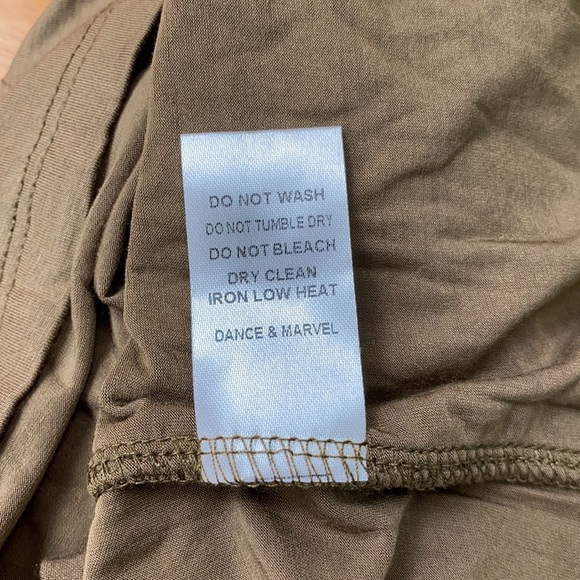 DO NOT WASH
DO NOT TUMBLE DRY
DO NOT BLEACH
DRY CLEAN
IRON LOW HEAT
DANCE & MARVEL